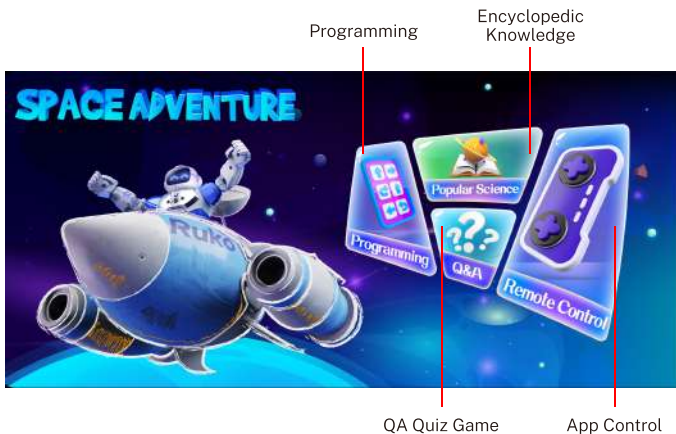 Programming
Encyclopedic
Knowledge
SPACE ADVENTURE
Ruko
Popular Science
Programming
Q&A
Remote Control
QA Quiz Game
App Control